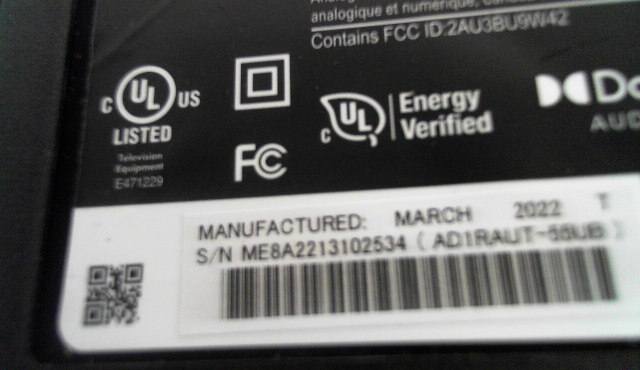 analogique et numérique,
Contains FCC ID:2AU3BU9W42
C UL US
LISTED
Television
Equipment
E471229
FC
C UL
Energy
Verified
AUD
MANUFACTURED: MARCH 2022 T
S/N ME8A2213102534 ( AD1RAUT-55UB )